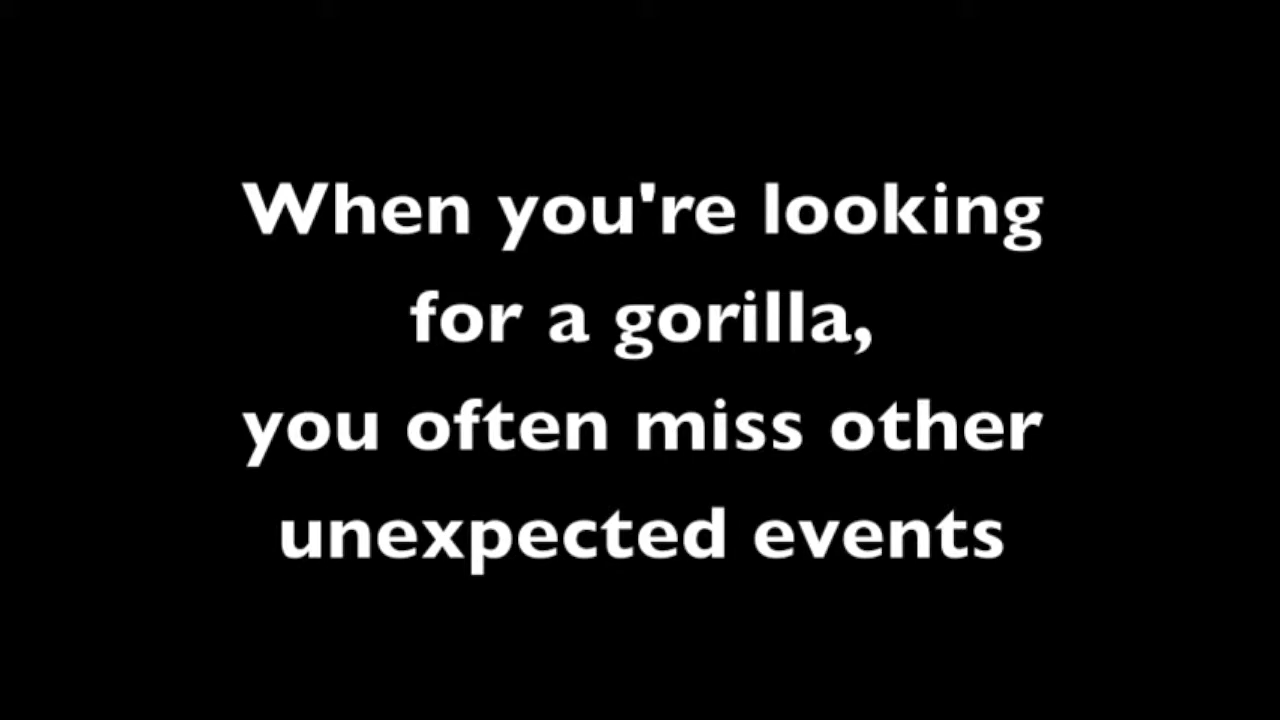 When you're looking
for a gorilla,
you often miss other
unexpected events